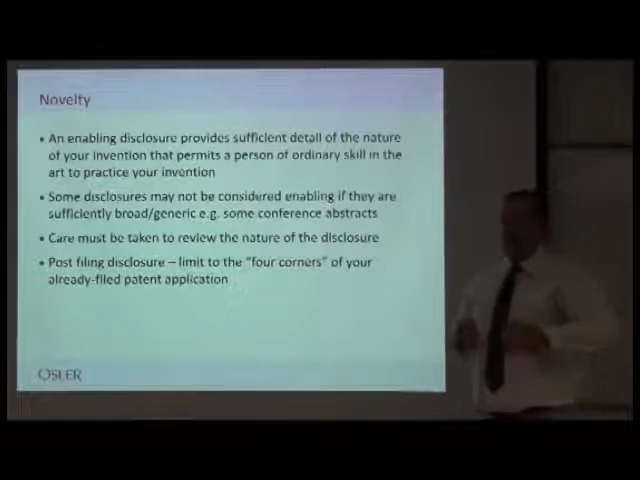 Novelty
• An enabling disclosure provides sufficient detail of the nature
of your invention that permits a person of ordinary skill in the
art to practice your invention
• Some disclosures may not be considered enabling if they are
sufficiently broad/generic e.g. some conference abstracts
• Care must be taken to review the nature of the disclosure
• Post filing disclosure – limit to the “four corners” of your
already-filed patent application
OSLER